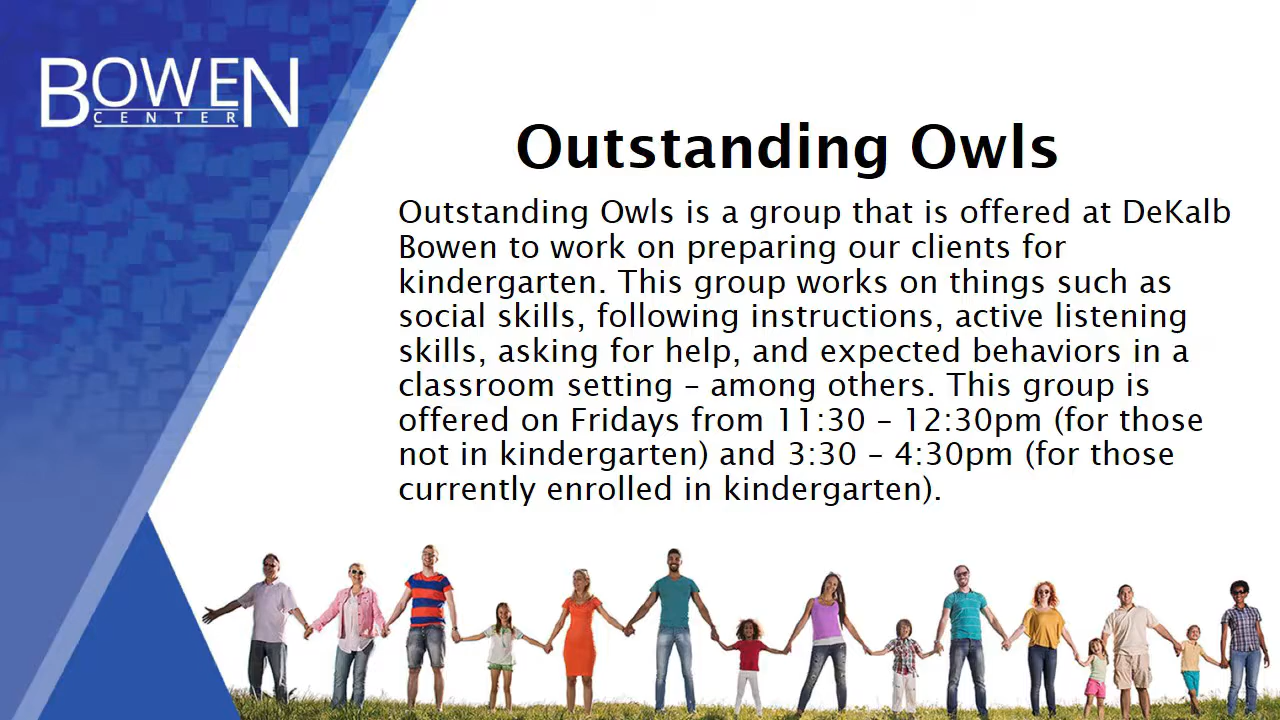 BOWEN
CENTER
Outstanding Owls
Outstanding Owls is a group that is offered at DeKalb
Bowen to work on preparing our clients for
kindergarten. This group works on things such as
social skills, following instructions, active listening
skills, asking for help, and expected behaviors in a
classroom setting – among others. This group is
offered on Fridays from 11:30 – 12:30pm (for those
not in kindergarten) and 3:30 – 4:30pm (for those
currently enrolled in kindergarten).